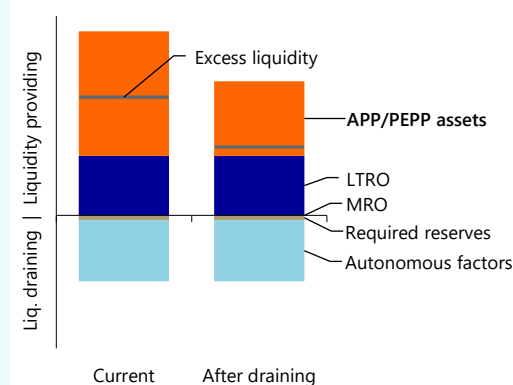 Liq. draining | Liquidity providing
Excess liquidity
APP/PEPP assets
LTRO
MRO
Required reserves
Autonomous factors
Current
After draining